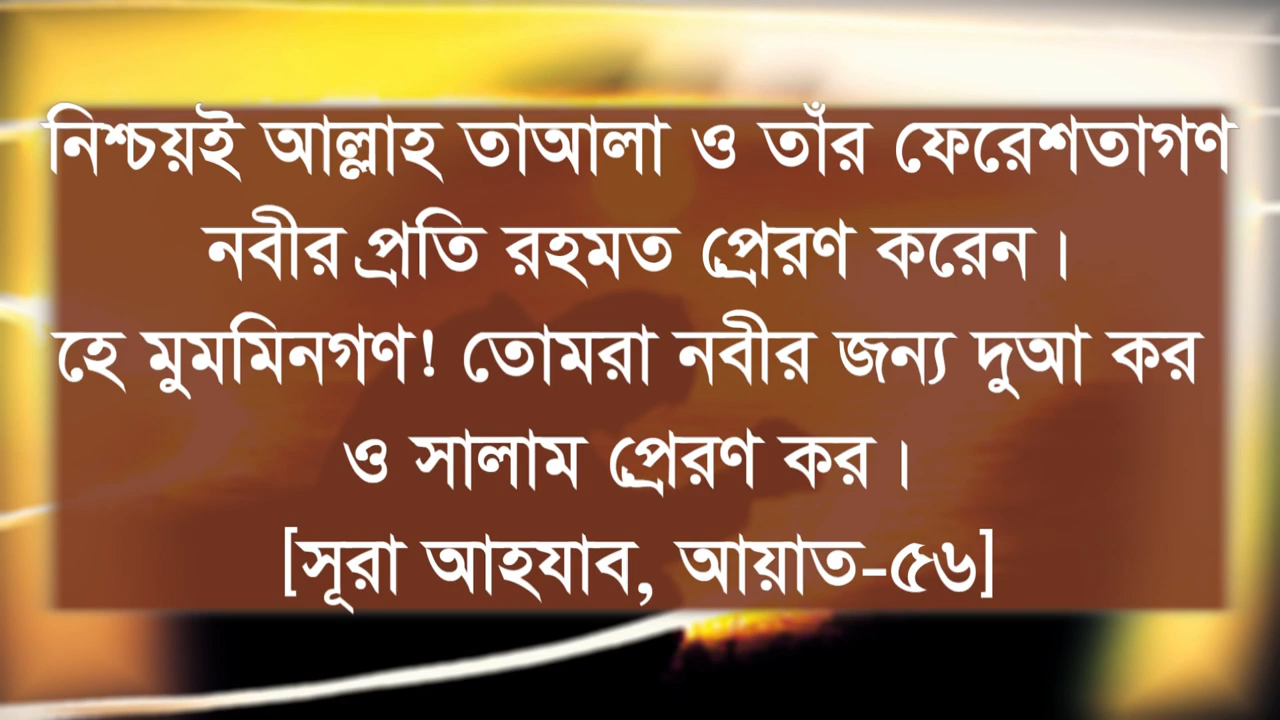 নিশ্চয়ই আল্লাহ তাআলা ও তাঁর ফেরেশতাগণ
নবীর প্রতি রহমত প্রেরণ করেন।
হে মুমমিনগণ! তোমরা নবীর জন্য দুআ কর
ও সালাম প্রেরণ কর।
[সূরা আহযাব, আয়াত-৫৬]